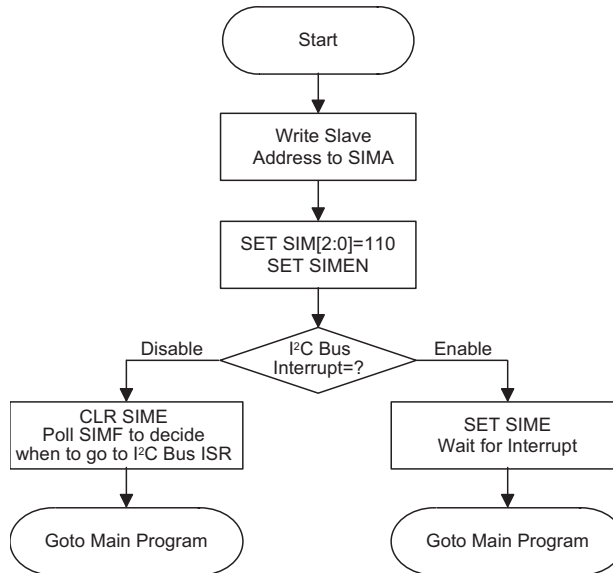 Start
Write Slave
Address to SIMA
SET SIM[2:0]=110
SET SIMEN
I²C Bus
Interrupt=?
Disable
Enable
CLR SIME
Poll SIMF to decide
when to go to I²C Bus ISR
SET SIME
Wait for Interrupt
Goto Main Program
Goto Main Program